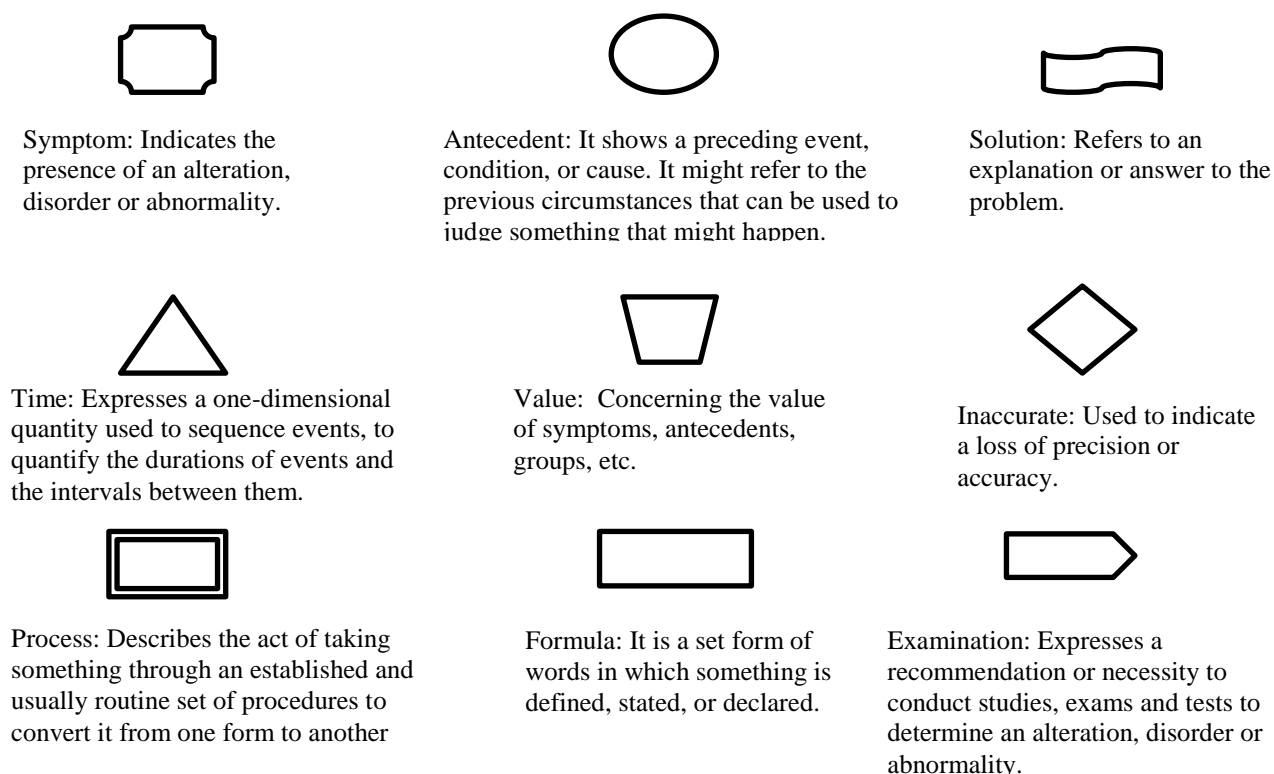 Symptom: Indicates the
presence of an alteration,
disorder or abnormality.
Antecedent: It shows a preceding event,
condition, or cause. It might refer to the
previous circumstances that can be used to
judge something that might happen.
Solution: Refers to an
explanation or answer to the
problem.
Time: Expresses a one-dimensional
quantity used to sequence events, to
quantify the durations of events and
the intervals between them.
Value: Concerning the value
of symptoms, antecedents,
groups, etc.
Inaccurate: Used to indicate
a loss of precision or
accuracy.
Process: Describes the act of taking
something through an established and
usually routine set of procedures to
convert it from one form to another
Formula: It is a set form of
words in which something is
defined, stated, or declared.
Examination: Expresses a
recommendation or necessity to
conduct studies, exams and tests to
determine an alteration, disorder or
abnormality.